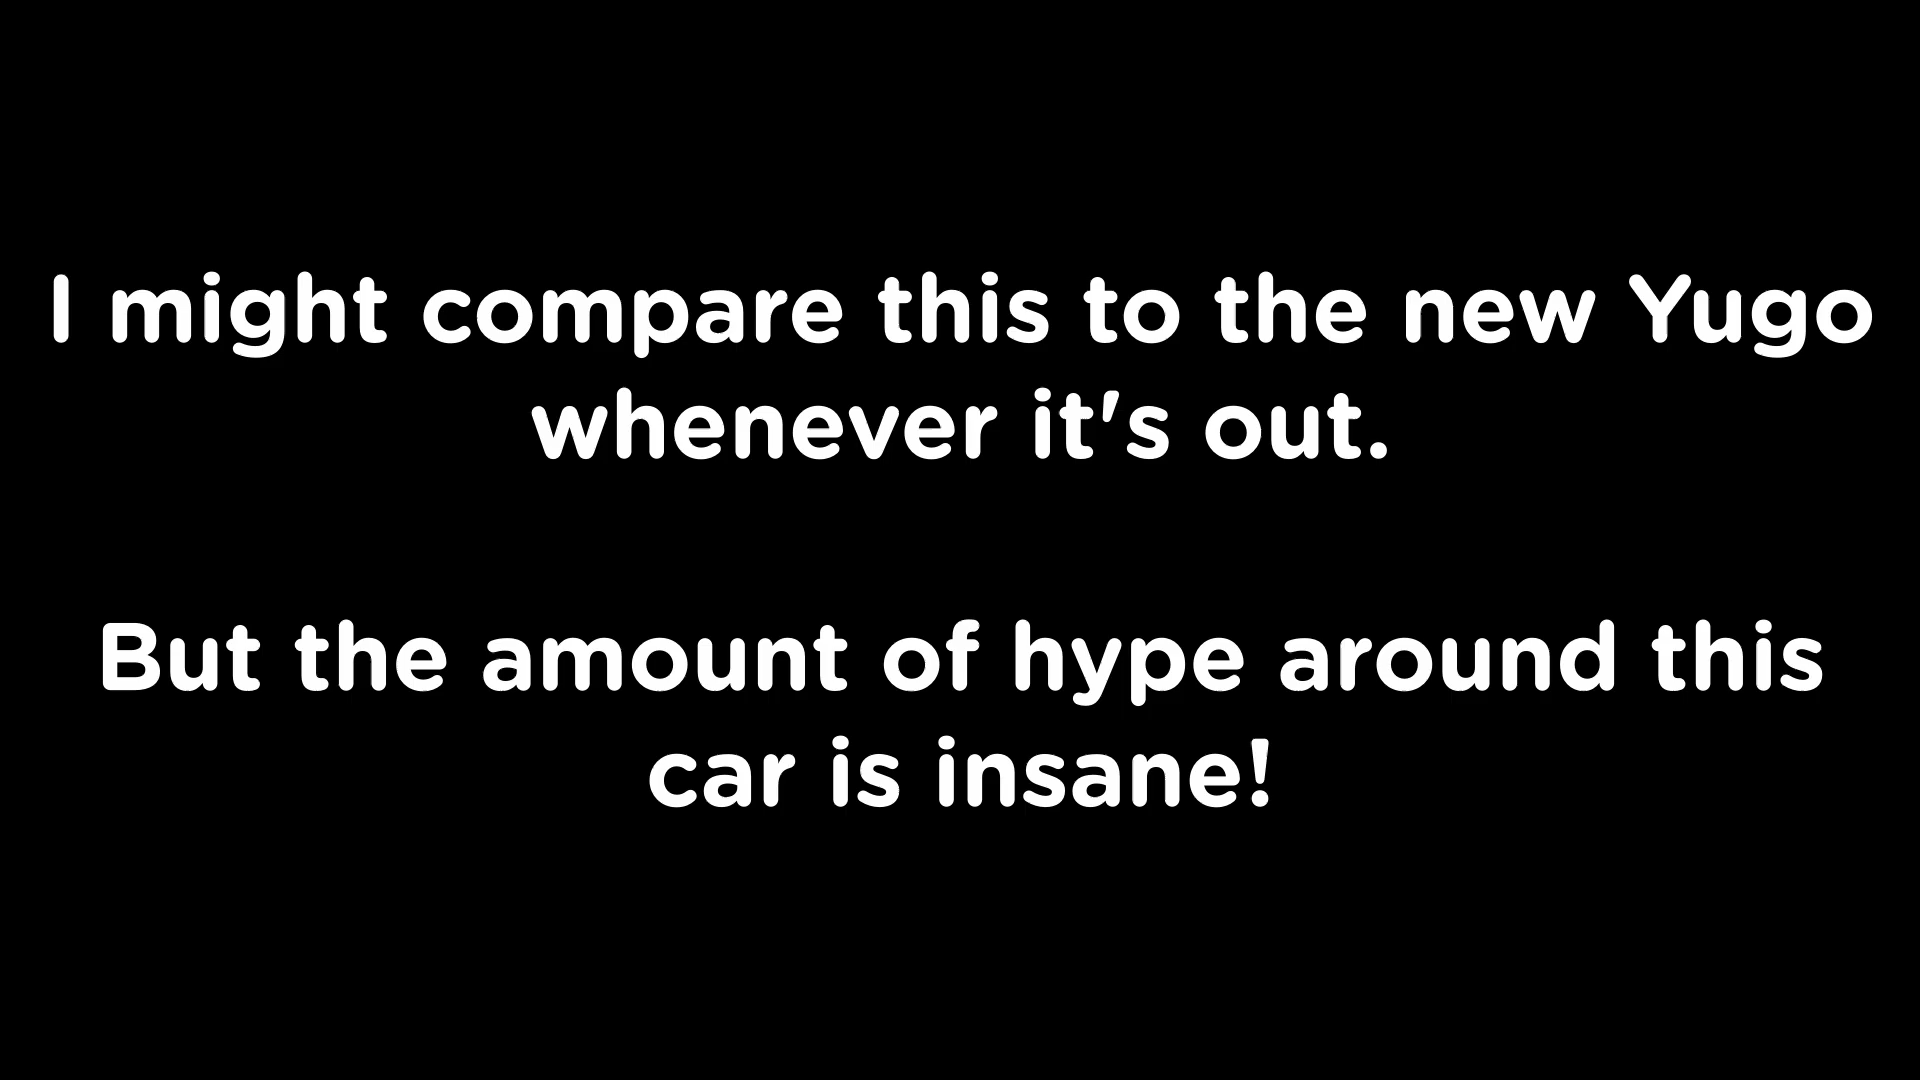 I might compare this to the new Yugo
whenever it's out.
But the amount of hype around this
car is insane!